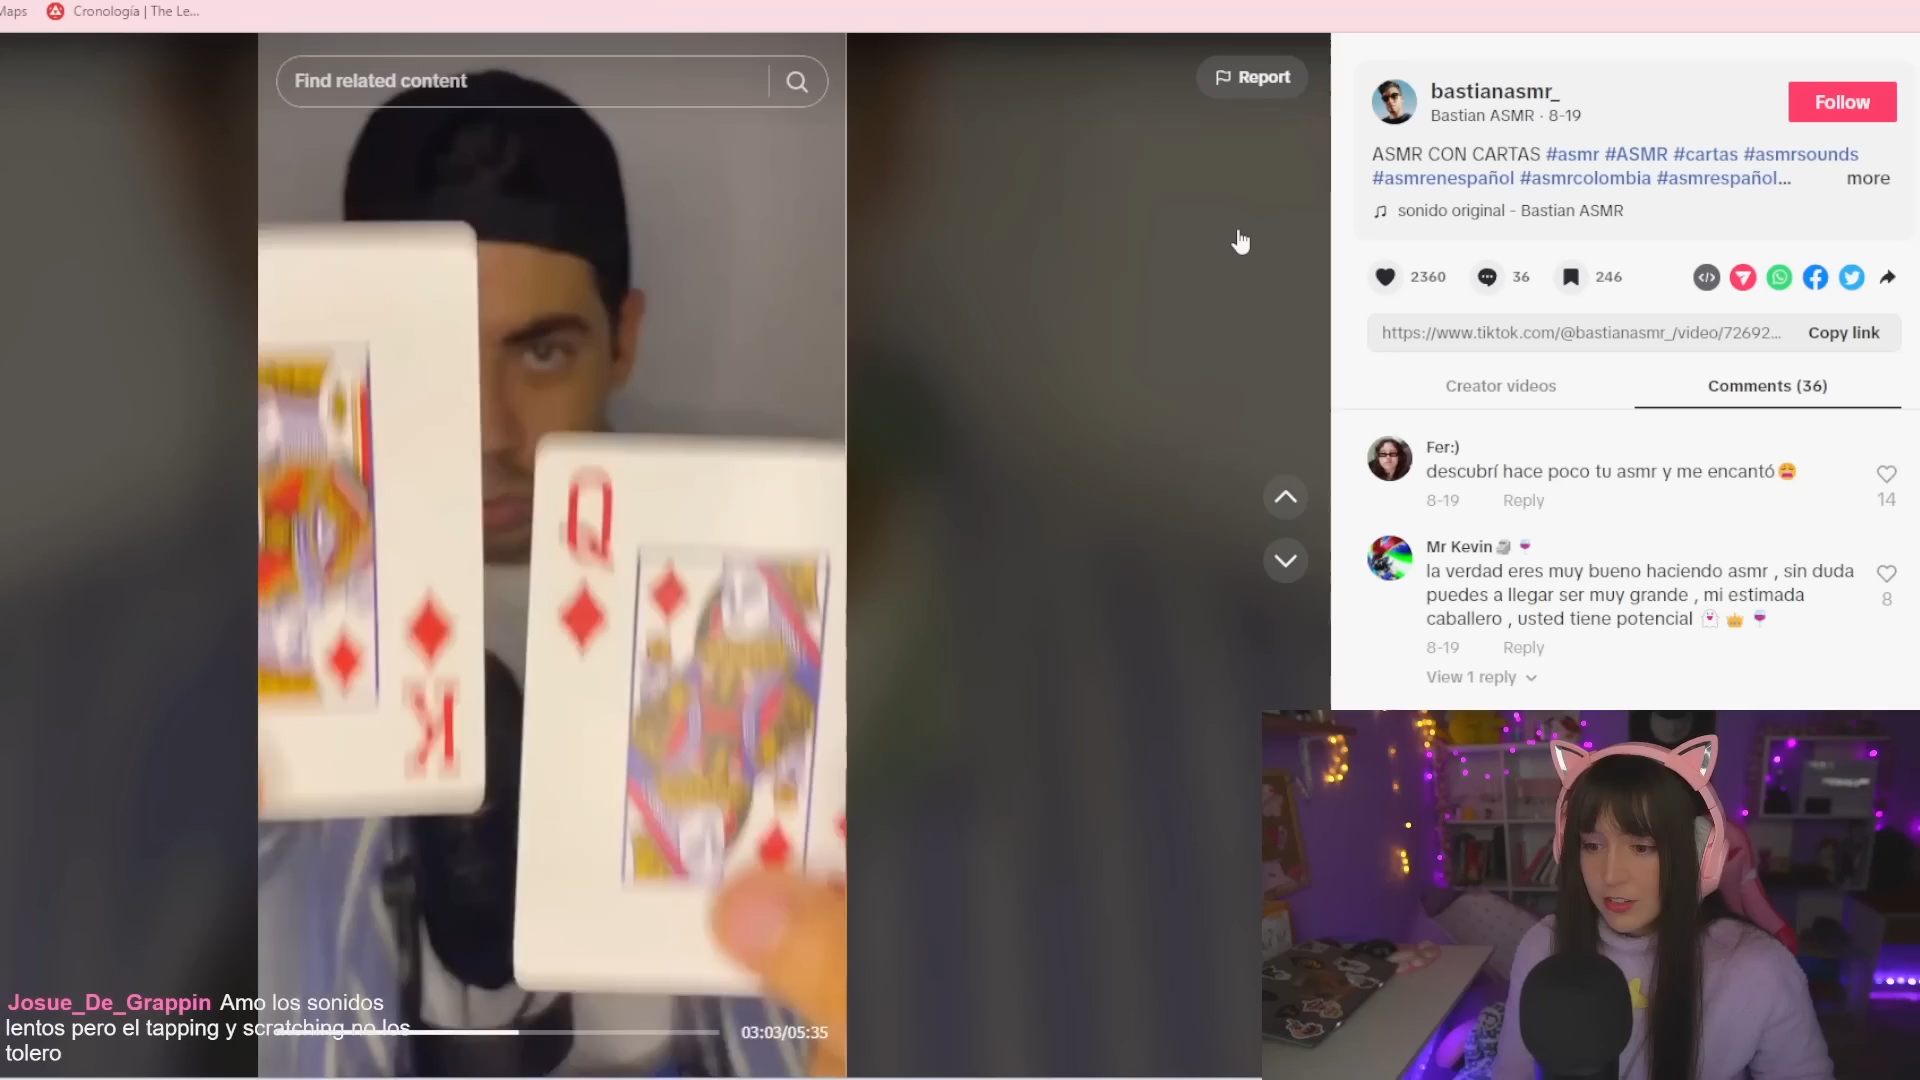 Maps
Cronología | The Le...
Find related content
Report
bastianasmr_
Bastian ASMR · 8-19
Follow
ASMR CON CARTAS #asmr #ASMR #cartas #asmrsounds
#asmrenespañol #asmrcolombia #asmrespañol...
more
sonido original - Bastian ASMR
2360
36
246
https://www.tiktok.com/@bastianasmr_/video/72692...
Copy link
Creator videos
Comments (36)
Fer:)
descubrí hace poco tu asmr y me encantó😩
8-19
Reply
14
Mr Kevin🗿🍷
la verdad eres muy bueno haciendo asmr , sin duda
puedes a llegar ser muy grande , mi estimada
caballero , usted tiene potencial 👻 👑 🍷
8
8-19
Reply
View 1 reply
Q
K
Josue_De_Grappin Amo los sonidos
lentos pero el tapping y scratching no los
tolero
03:03/05:35